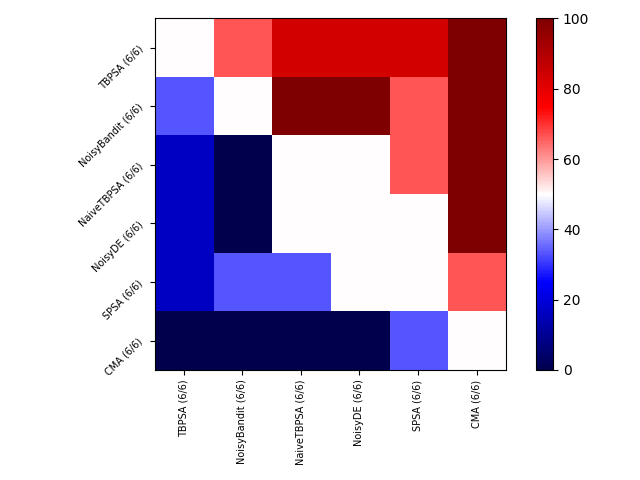 TBPSA (6/6)
NoisyBandit (6/6)
NaiveTBPSA (6/6)
NoisyDE (6/6)
SPSA (6/6)
CMA (6/6)
TBPSA (6/6)
NoisyBandit (6/6)
NaiveTBPSA (6/6)
NoisyDE (6/6)
SPSA (6/6)
CMA (6/6)
100
80
60
40
20
0